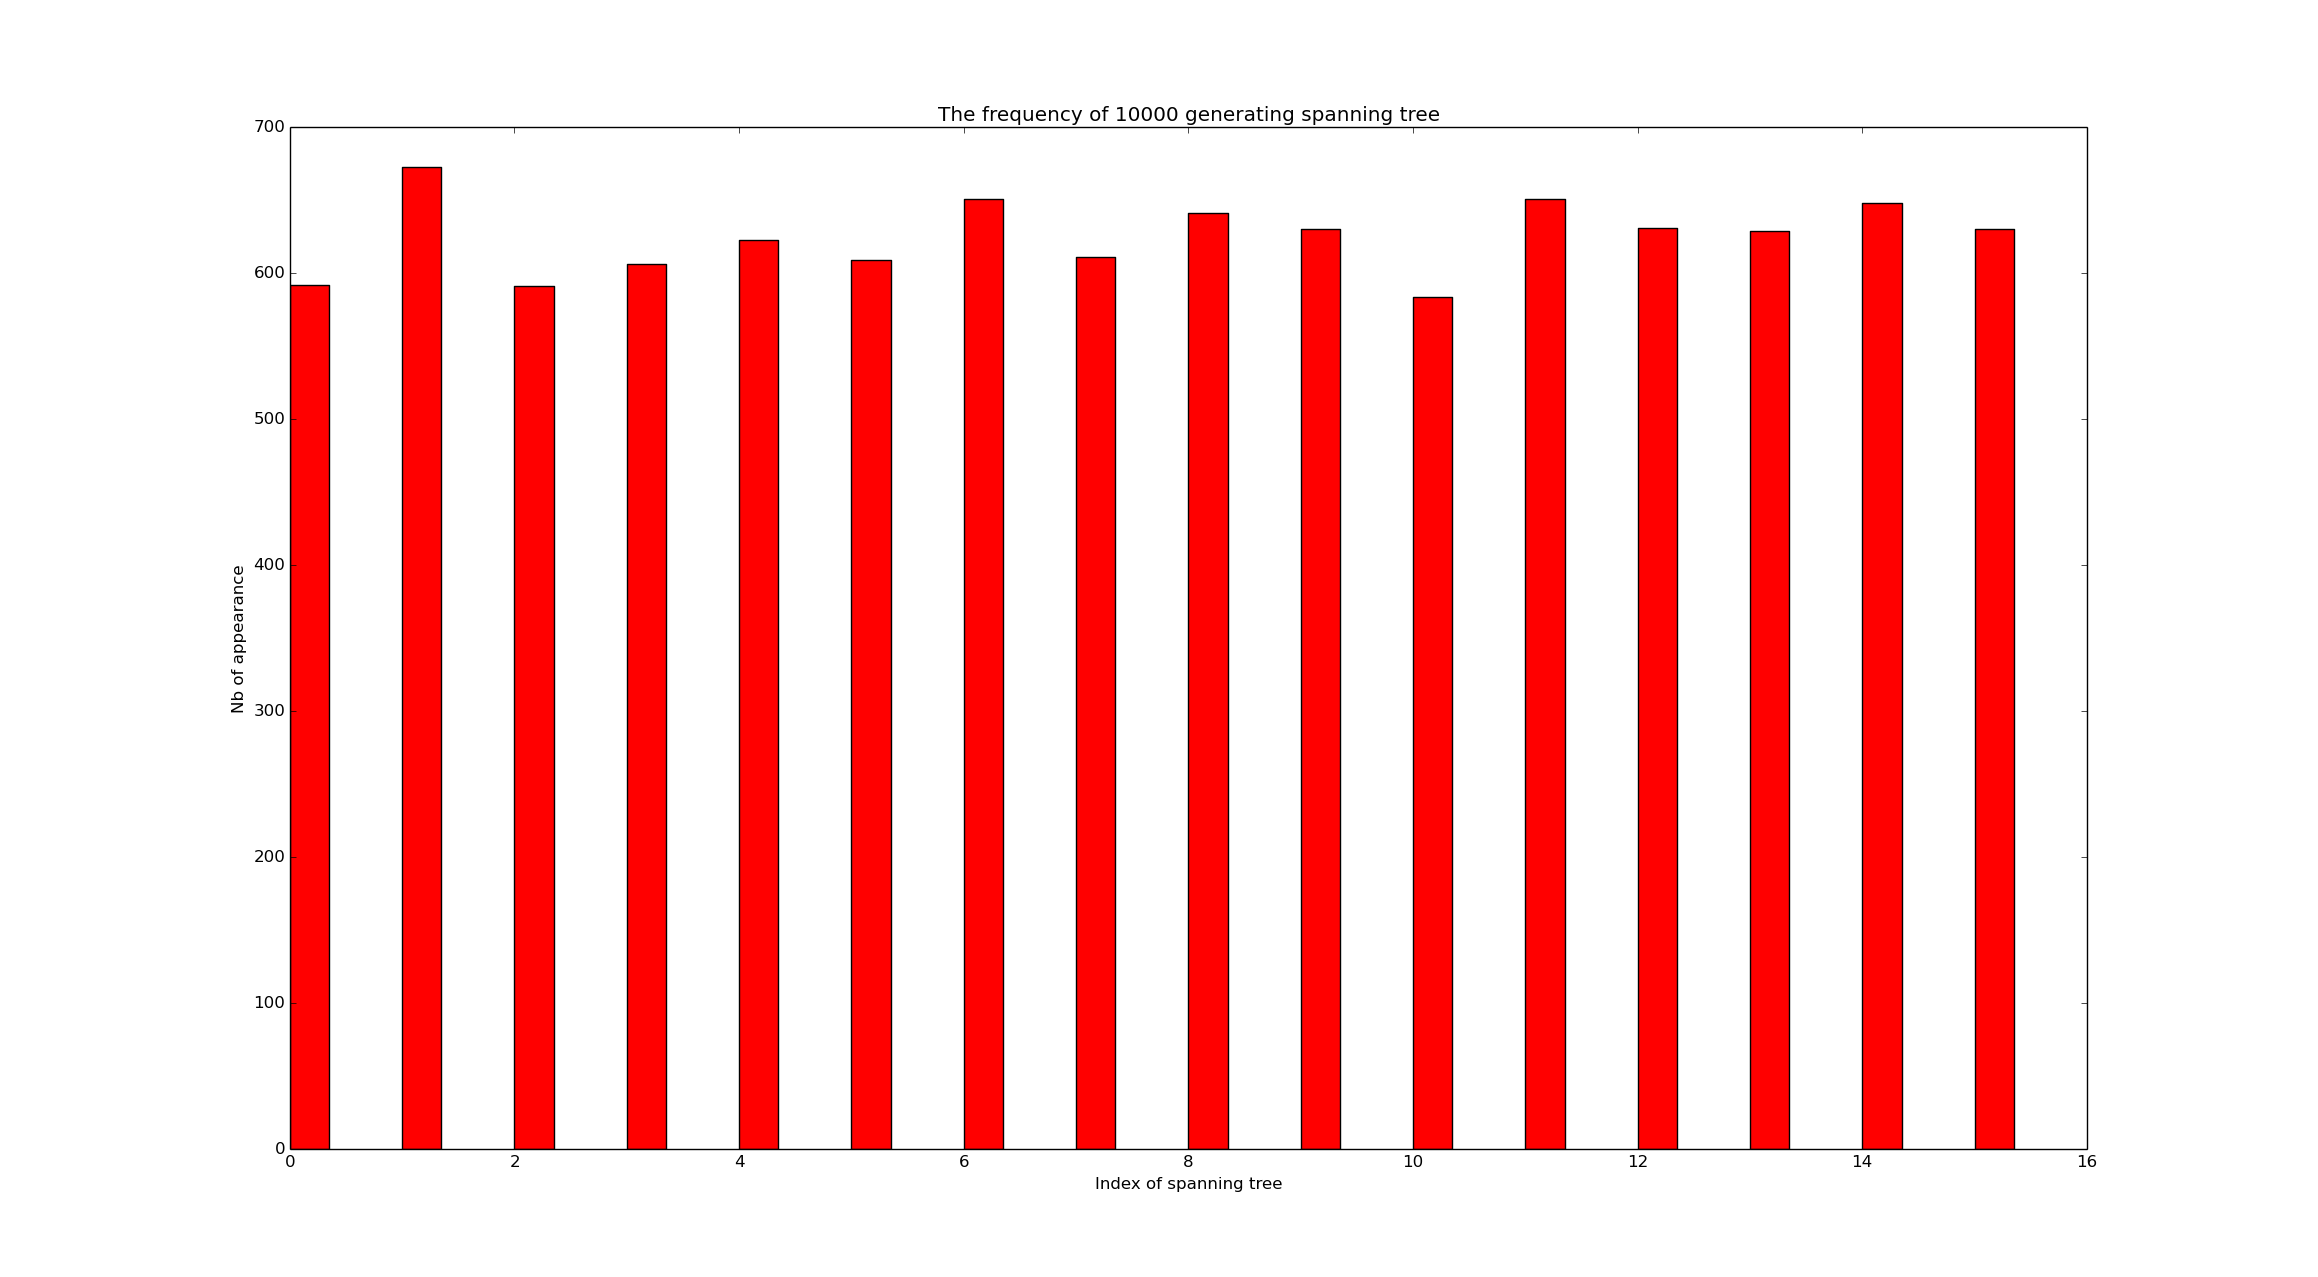 The frequency of 10000 generating spanning tree
700
600
500
400
300
200
100
0
Nb of appearance
0 2 4 6 8 10 12 14 16
Index of spanning tree